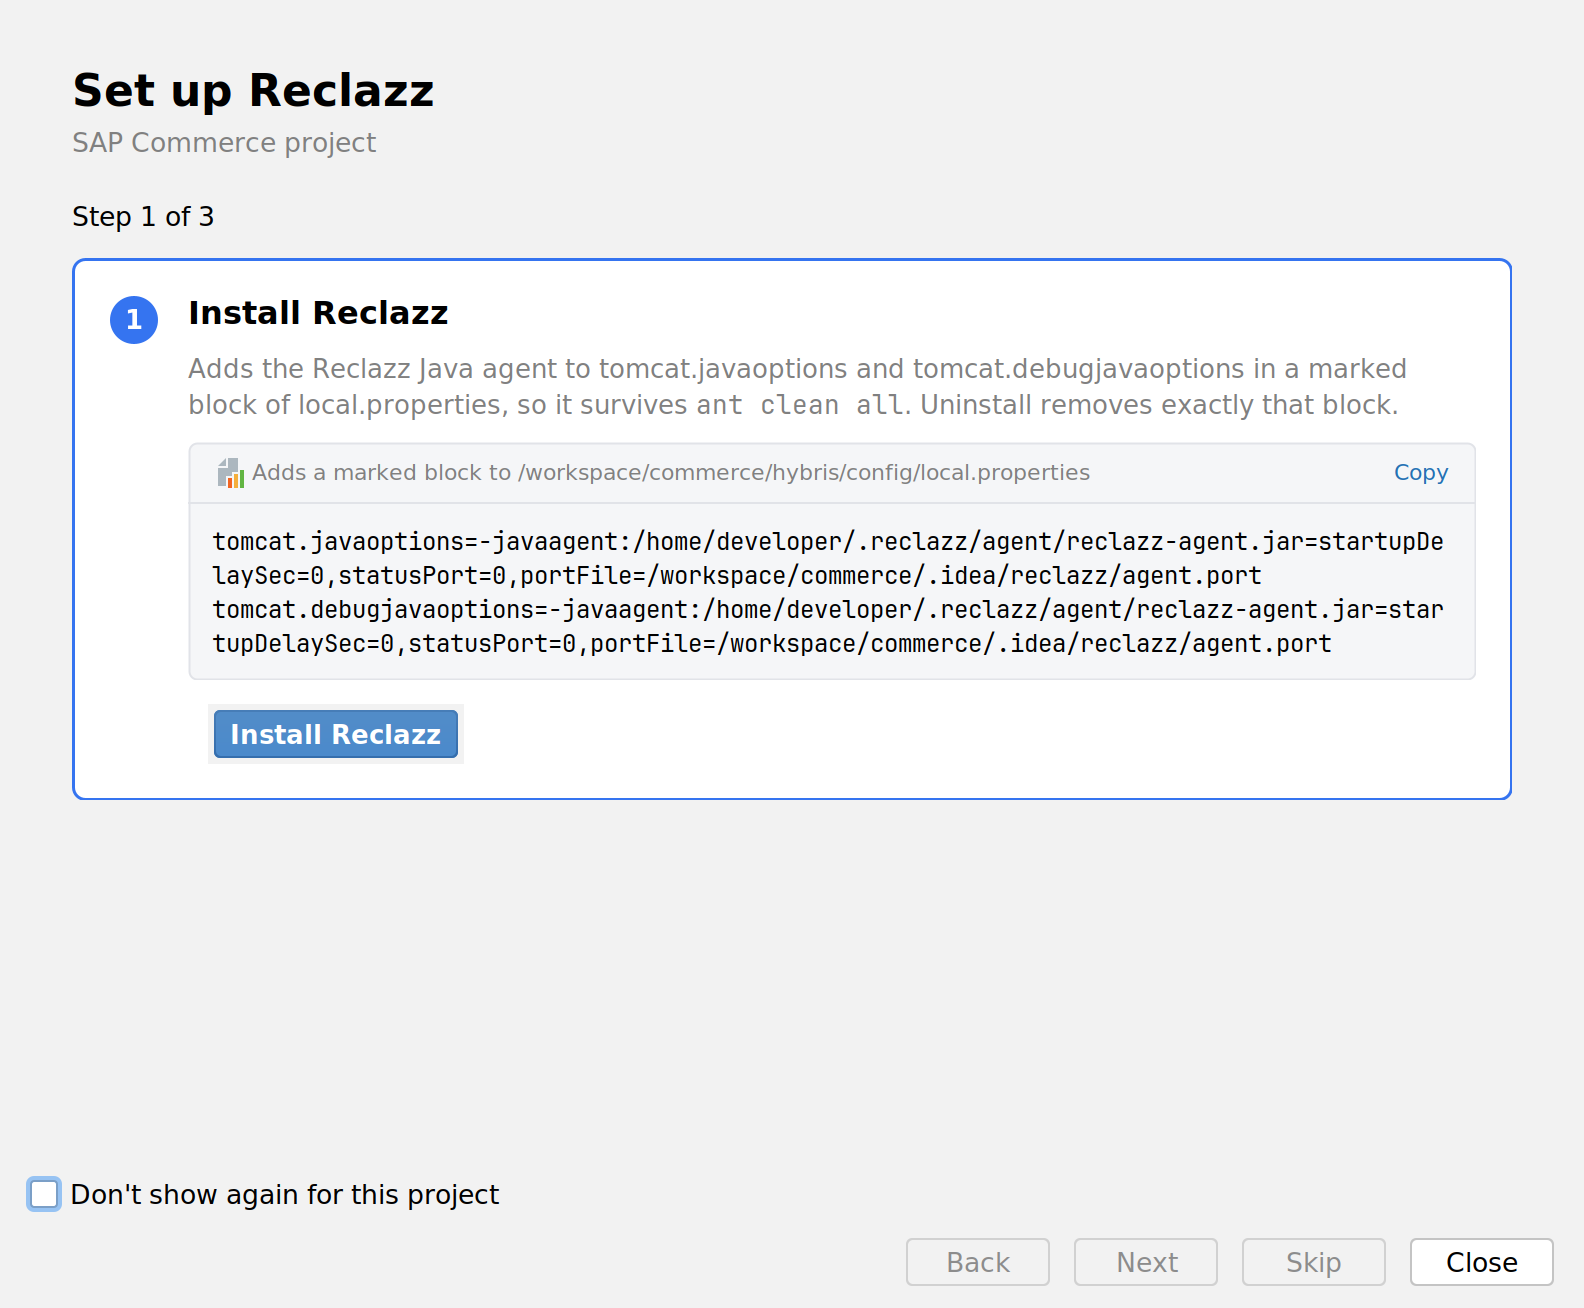 Set up Reclazz
SAP Commerce project
Step 1 of 3
1
Install Reclazz
Adds the Reclazz Java agent to tomcat.javaoptions and tomcat.debugjavaoptions in a marked
block of local.properties, so it survives ant clean all. Uninstall removes exactly that block.
Adds a marked block to /workspace/commerce/hybris/config/local.properties
Copy
tomcat.javaoptions=-javaagent:/home/developer/.reclazz/agent/reclazz-agent.jar=startupDe
laySec=0,statusPort=0,portFile=/workspace/commerce/.idea/reclazz/agent.port
tomcat.debugjavaoptions=-javaagent:/home/developer/.reclazz/agent/reclazz-agent.jar=star
tupDelaySec=0,statusPort=0,portFile=/workspace/commerce/.idea/reclazz/agent.port
Install Reclazz
Don't show again for this project
Back
Next
Skip
Close